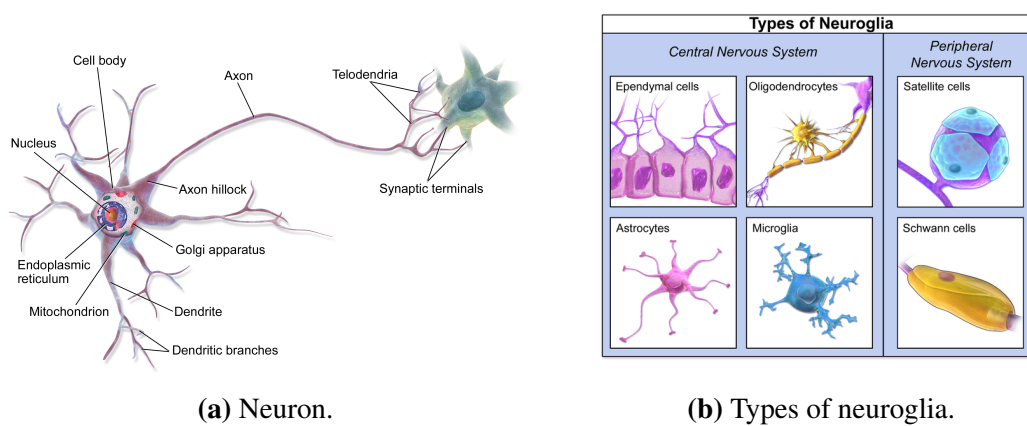 Cell body
Axon
Telodendria
Nucleus
Axon hillock
Synaptic terminals
Golgi apparatus
Endoplasmic
reticulum
Mitochondrion
Dendrite
Dendritic branches
(a) Neuron.
Types of Neuroglia
Central Nervous System
Peripheral
Nervous System
Ependymal cells
Oligodendrocytes
Satellite cells
Astrocytes
Microglia
Schwann cells
(b) Types of neuroglia.